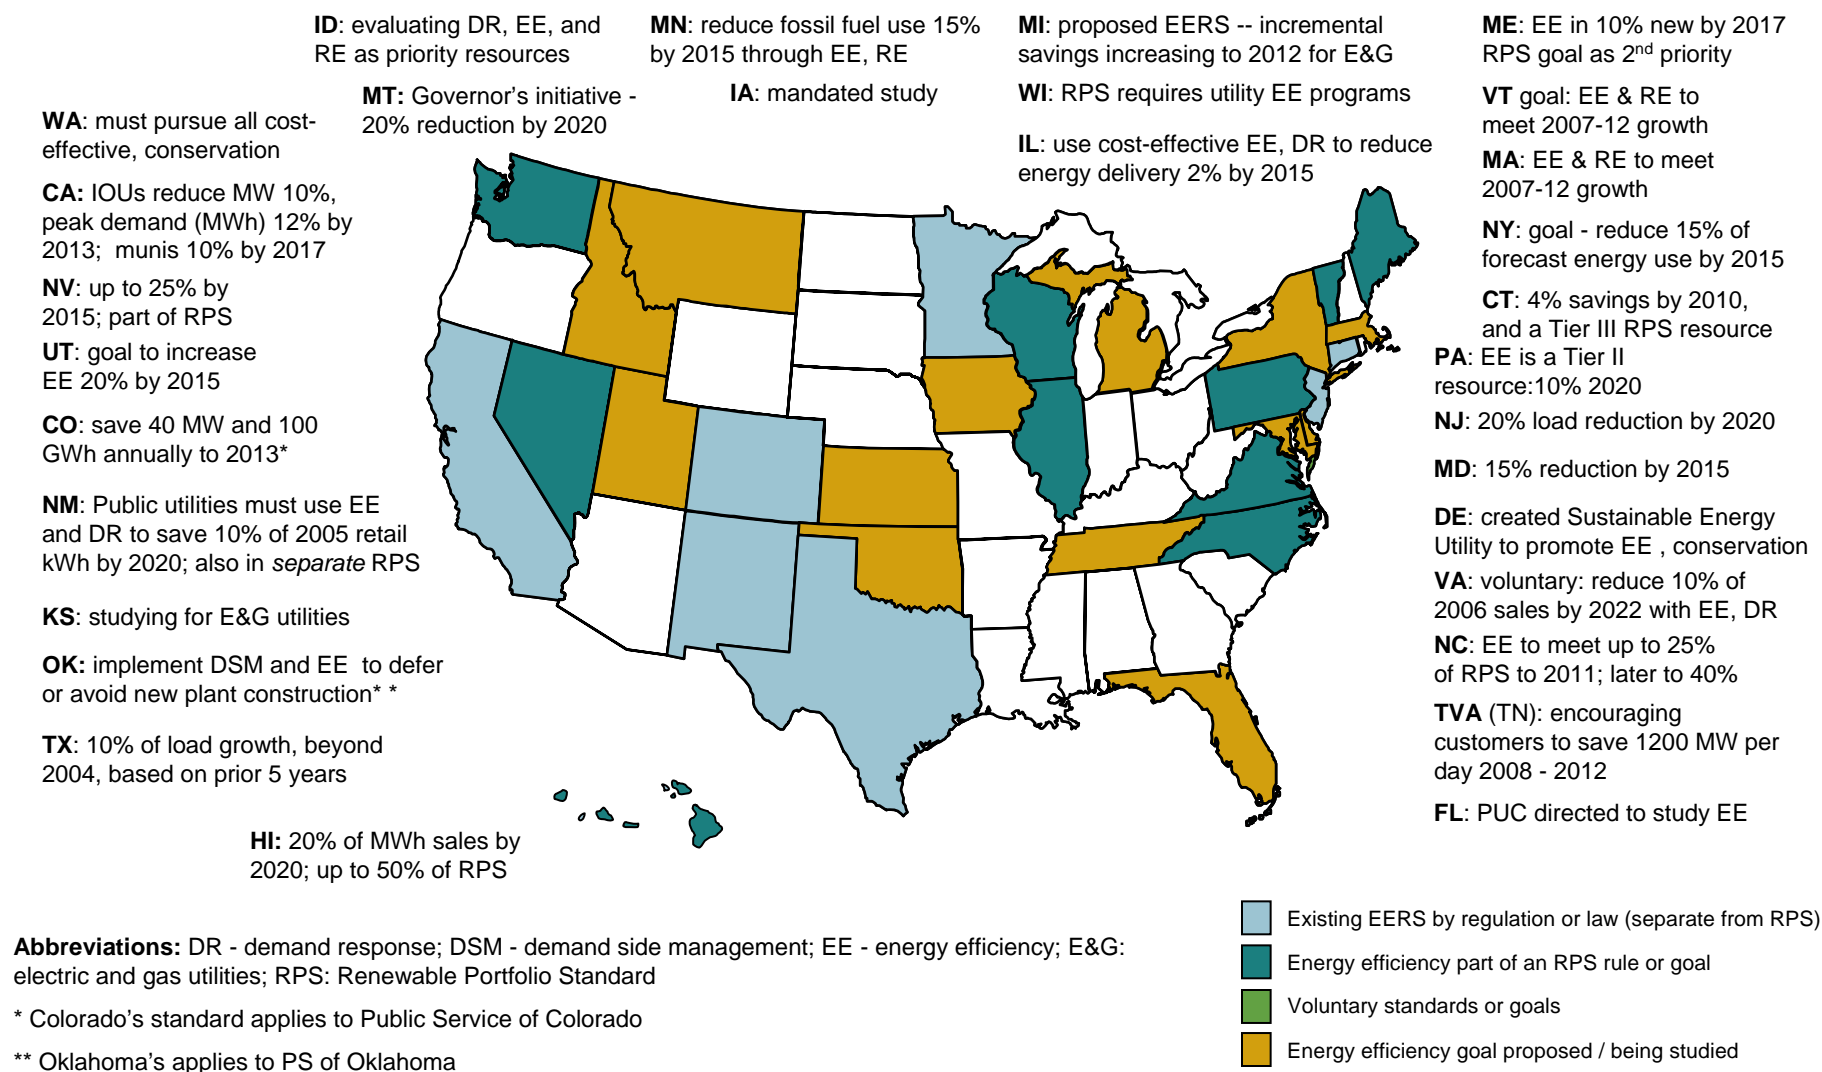 ID: evaluating DR, EE, and
RE as priority resources
MN: reduce fossil fuel use 15%
by 2015 through EE, RE
MI: proposed EERS -- incremental
savings increasing to 2012 for E&G
ME: EE in 10% new by 2017
RPS goal as 2nd priority
MT: Governor's initiative -
20% reduction by 2020
IA: mandated study
WI: RPS requires utility EE programs
IL: use cost-effective EE, DR to reduce
energy delivery 2% by 2015
WA: must pursue all cost-
effective, conservation
CA: IOUs reduce MW 10%,
peak demand (MWh) 12% by
2013;  munis 10% by 2017
NV: up to 25% by
2015; part of RPS
UT: goal to increase
EE 20% by 2015
CO: save 40 MW and 100
GWh annually to 2013*
NM: Public utilities must use EE
and DR to save 10% of 2005 retail
kWh by 2020; also in separate RPS
KS: studying for E&G utilities
OK: implement DSM and EE  to defer
or avoid new plant construction* *
TX: 10% of load growth, beyond
2004, based on prior 5 years
HI: 20% of MWh sales by
2020; up to 50% of RPS
VT goal: EE & RE to
meet 2007-12 growth
MA: EE & RE to meet
2007-12 growth
NY: goal - reduce 15% of
forecast energy use by 2015
CT: 4% savings by 2010,
and a Tier III RPS resource
PA: EE is a Tier II
resource:10% 2020
NJ: 20% load reduction by 2020
MD: 15% reduction by 2015
DE: created Sustainable Energy
Utility to promote EE , conservation
VA: voluntary: reduce 10% of
2006 sales by 2022 with EE, DR
NC: EE to meet up to 25%
of RPS to 2011; later to 40%
TVA (TN): encouraging
customers to save 1200 MW per
day 2008 - 2012
FL: PUC directed to study EE
Existing EERS by regulation or law (separate from RPS)
Energy efficiency part of an RPS rule or goal
Voluntary standards or goals
Energy efficiency goal proposed / being studied
Abbreviations: DR - demand response; DSM - demand side management; EE - energy efficiency; E&G:
electric and gas utilities; RPS: Renewable Portfolio Standard
* Colorado's standard applies to Public Service of Colorado
** Oklahoma's applies to PS of Oklahoma